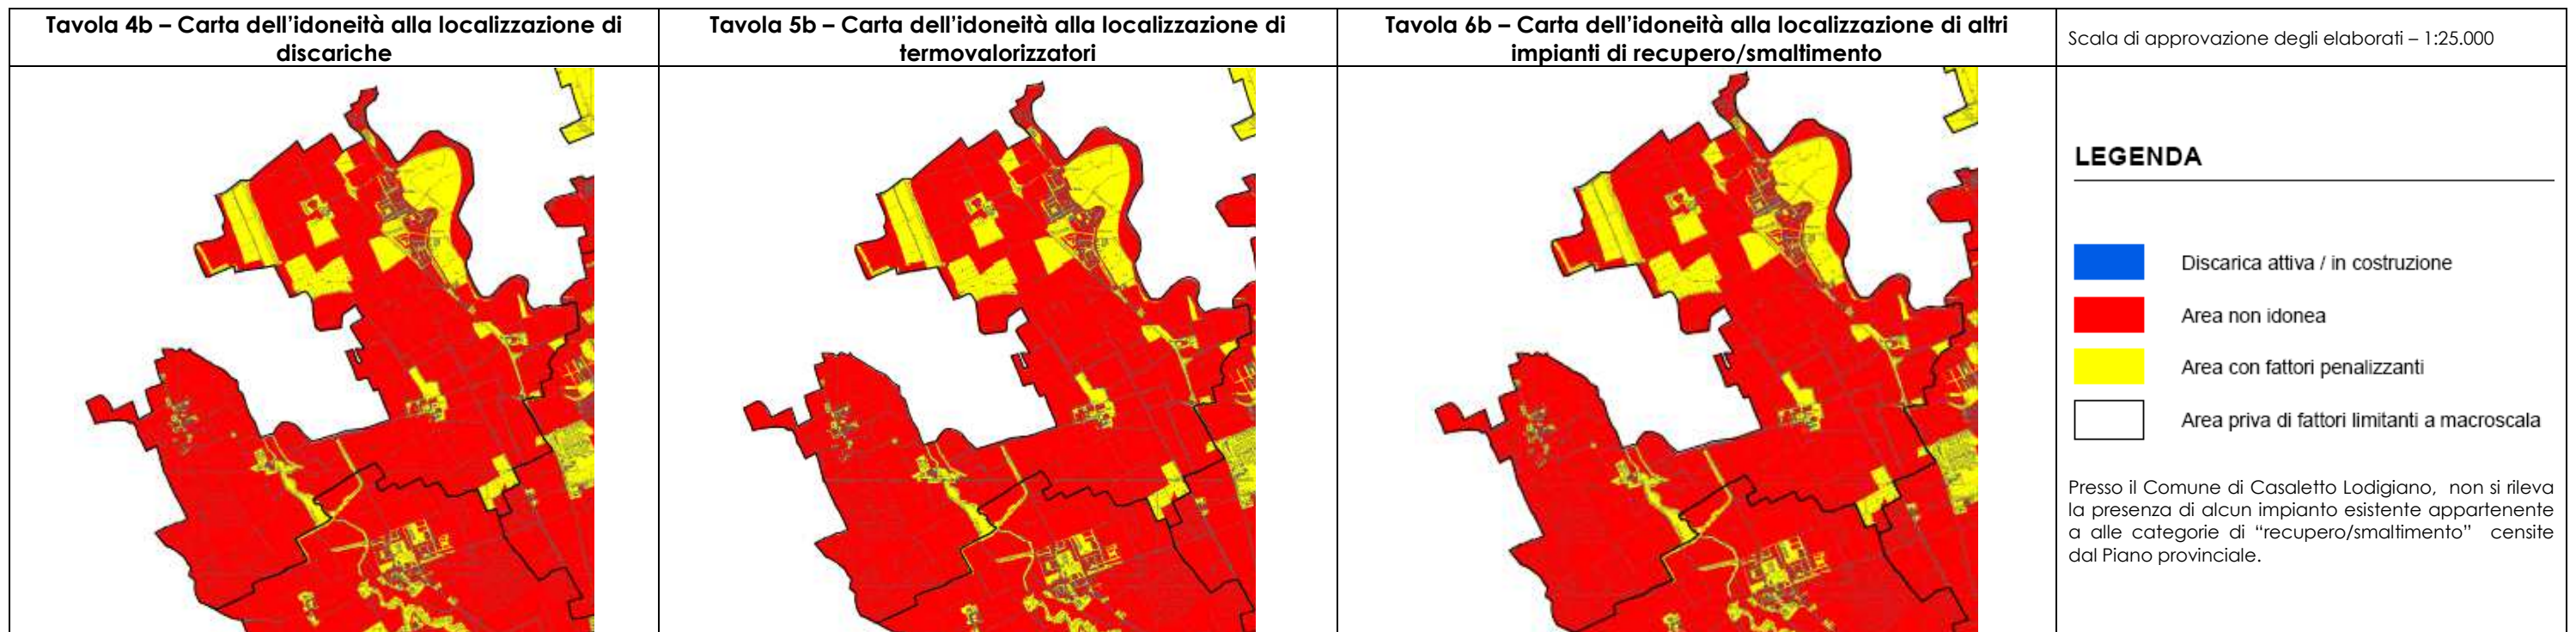 Tavola 4b – Carta dell’idoneità alla localizzazione di
discariche
Tavola 5b – Carta dell’idoneità alla localizzazione di
termovalorizzatori
Tavola 6b – Carta dell’idoneità alla localizzazione di altri
impianti di recupero/smaltimento
Scala di approvazione degli elaborati – 1:25.000
LEGENDA
Discarica attiva / in costruzione
Area non idonea
Area con fattori penalizzanti
Area priva di fattori limitanti a macroscala
Presso il Comune di Casaletto Lodigiano, non si rileva
la presenza di alcun impianto esistente appartenente
a alle categorie di “recupero/smaltimento” censite
dal Piano provinciale.